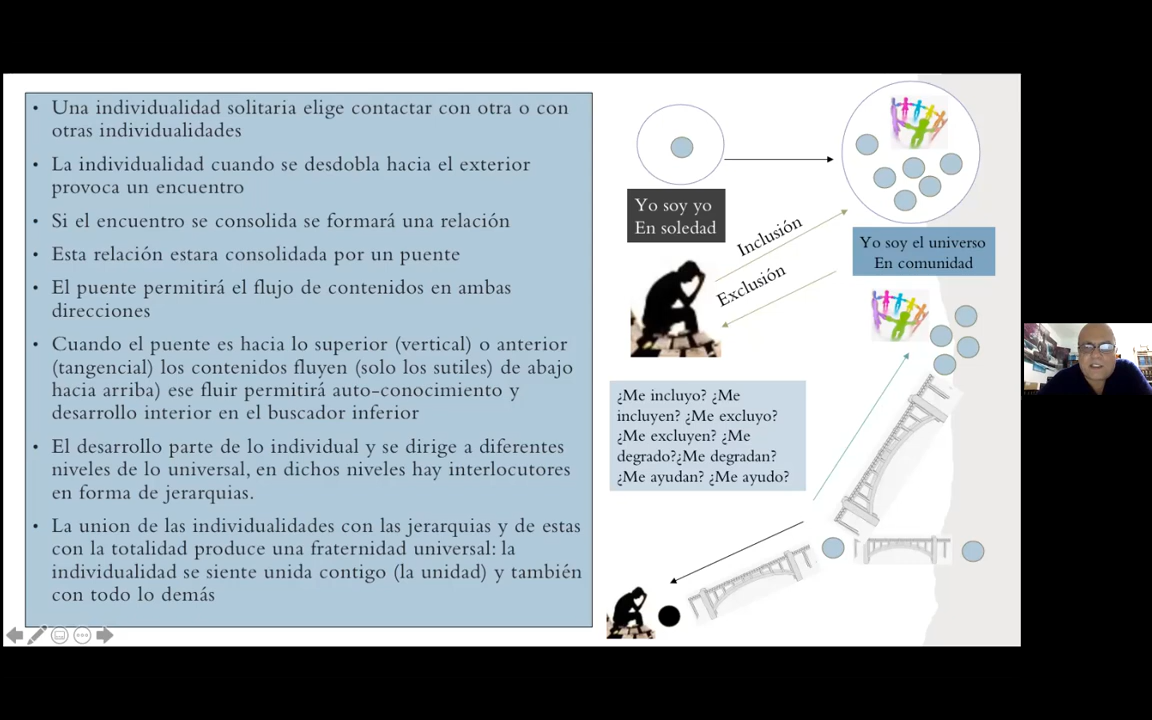 • Una individualidad solitaria elige contactar con otra o con
otras individualidades
• La individualidad cuando se desdobla hacia el exterior
provoca un encuentro
• Si el encuentro se consolida se formará una relación
• Esta relación estara consolidada por un puente
• El puente permitirá el flujo de contenidos en ambas
direcciones
• Cuando el puente es hacia lo superior (vertical) o anterior
(tangencial) los contenidos fluyen (solo los sutiles) de abajo
hacia arriba) ese fluir permitirá auto-conocimiento y
desarrollo interior en el buscador inferior
• El desarrollo parte de lo individual y se dirige a diferentes
niveles de lo universal, en dichos niveles hay interlocutores
en forma de jerarquias.
• La union de las individualidades con las jerarquias y de estas
con la totalidad produce una fraternidad universal: la
individualidad se siente unida contigo (la unidad) y también
con todo lo demás
Yo soy yo
En soledad
Inclusión
Exclusión
Yo soy el universo
En comunidad
¿Me incluyo? ¿Me
incluyen? ¿Me excluyo?
¿Me excluyen? ¿Me
degrado?¿Me degradan?
¿Me ayudan? ¿Me ayudo?